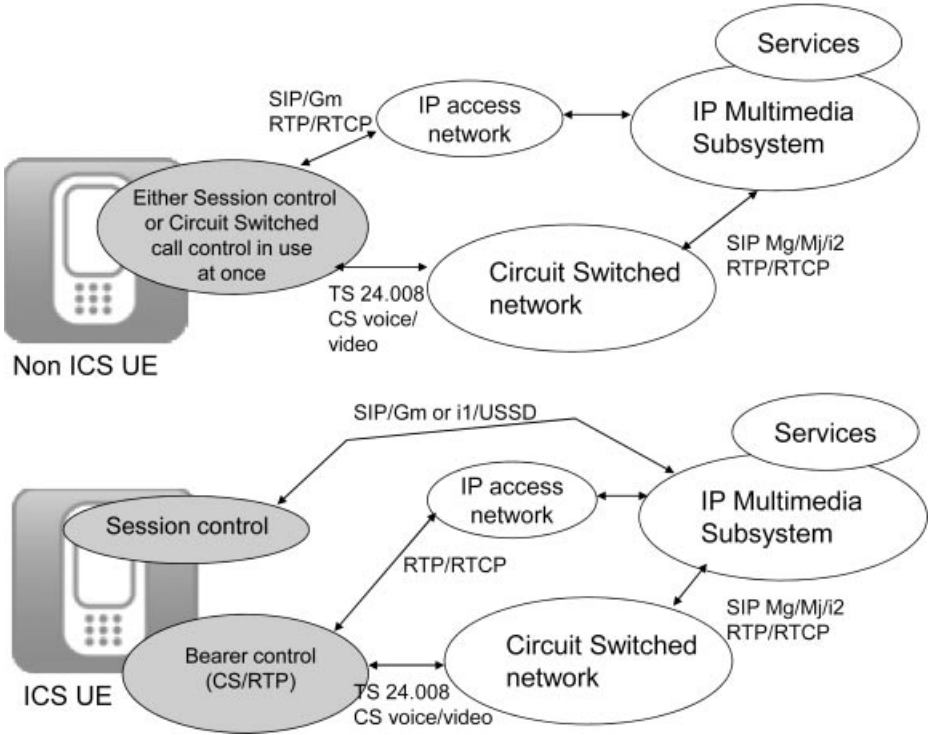 Services
IP Multimedia
Subsystem
SIP/Gm
RTP/RTCP
IP access
network
Either Session control
or Circuit Switched
call control in use
at once
SIP Mg/Mj/i2
RTP/RTCP
Circuit Switched
network
TS 24.008
CS voice/
video
Non ICS UE
SIP/Gm or i1/USSD
Services
IP access
network
IP Multimedia
Subsystem
Session control
RTP/RTCP
SIP Mg/Mj/i2
RTP/RTCP
Circuit Switched
network
Bearer control
(CS/RTP)
TS 24.008
CS voice/video
ICS UE